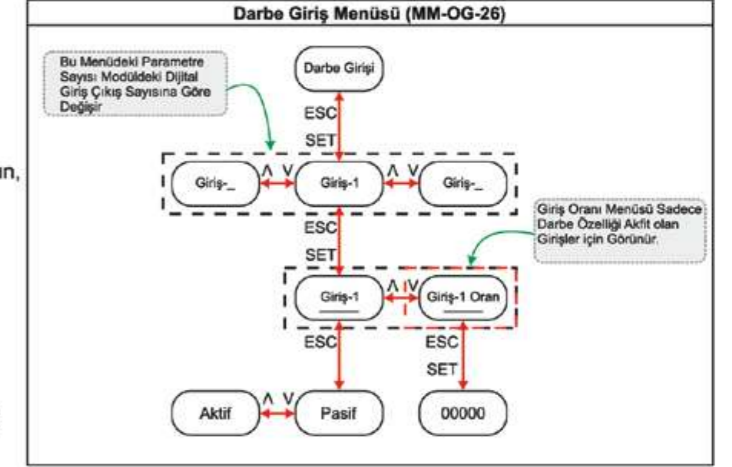 Darbe Giriş Menüsü (MM-OG-26)
Bu Menüdeki Parametre
Sayısı Modüldeki Dijital
Giriş Çıkış Sayısına Göre
Değişir
Darbe Girişi
ESC
SET
ın,
Giriş-_
Λ V
Giriş-1
Λ V
Giriş-_
ESC
SET
Giriş Oranı Menüsü Sadece
Darbe Özelliği Akfit olan
Girişler için Görünür.
Giriş-1
Λ V
Giriş-1 Oran
ESC
ESC
SET
Aktif
Λ V
Pasif
00000